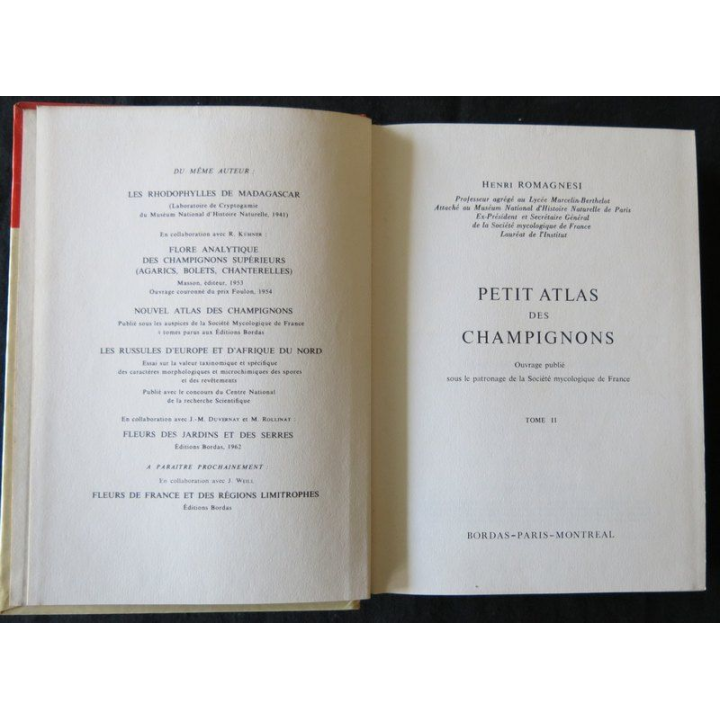 DU MÊME AUTEUR :
LES RHODOPHYLLES DE MADAGASCAR
(Laboratoire de Cryptogamie
du Muséum National d'Histoire Naturelle, 1941)
En collaboration avec R. KÜHNER :
FLORE ANALYTIQUE
DES CHAMPIGNONS SUPÉRIEURS
(AGARICS, BOLETS, CHANTERELLES)
Masson, éditeur, 1953
Ouvrage couronné du prix Foulon, 1954
NOUVEL ATLAS DES CHAMPIGNONS
Publié sous les auspices de la Société Mycologique de France
tomes parus aux Éditions Bordas
LES RUSSULES D'EUROPE ET D'AFRIQUE DU NORD
Essai sur la valeur taxinomique et spécifique
des caractères morphologiques et microchimiques des spores
et des revêtements
Publié avec le concours du Centre National
de la recherche Scientifique
En collaboration avec J.-M. DUVERNAY et M. ROLLINAT :
FLEURS DES JARDINS ET DES SERRES
Éditions Bordas, 1962
A PARAITRE PROCHAINEMENT :
En collaboration avec J. WEILL
FLEURS DE FRANCE ET DES RÉGIONS LIMITROPHES
Éditions Bordas
HENRI ROMAGNESI
Professeur agrégé au Lycée Marcelin-Berthelot
Attaché au Muséum National d'Histoire Naturelle de Paris
Ex-Président et Secrétaire Général
de la Société mycologique de France
Lauréat de l'Institut
PETIT ATLAS
DES
CHAMPIGNONS
Ouvrage publié
sous le patronage de la Société mycologique de France
TOME II
BORDAS-PARIS-MONTREAL